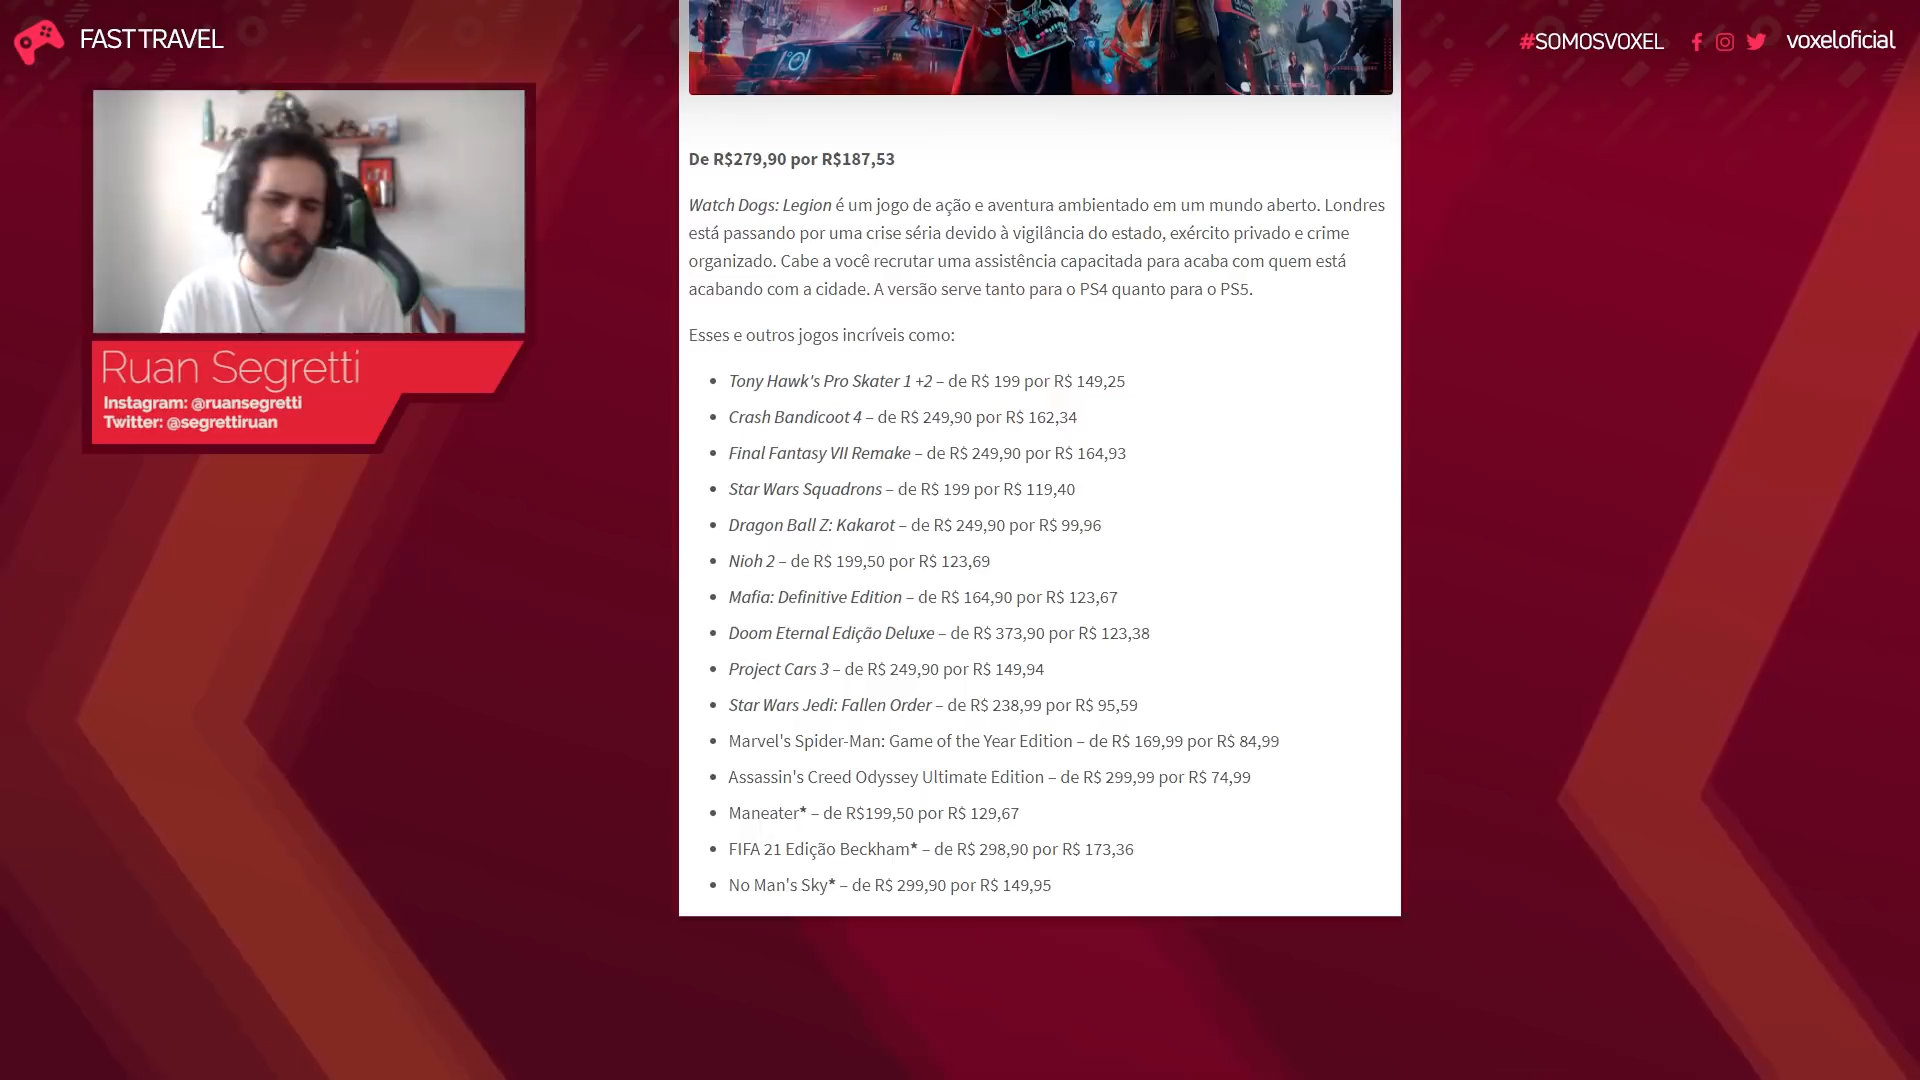 FAST TRAVEL
#SOMOSVOXEL
voxeloficial
Ruan Segretti
Instagram: @ruansegretti
Twitter: @segrettiruan
De R$279,90 por R$187,53
Watch Dogs: Legion é um jogo de ação e aventura ambientado em um mundo aberto. Londres
está passando por uma crise séria devido à vigilância do estado, exército privado e crime
organizado. Cabe a você recrutar uma assistência capacitada para acaba com quem está
acabando com a cidade. A versão serve tanto para o PS4 quanto para o PS5.
Esses e outros jogos incríveis como:
• Tony Hawk's Pro Skater 1 +2 – de R$ 199 por R$ 149,25
• Crash Bandicoot 4 – de R$ 249,90 por R$ 162,34
• Final Fantasy VII Remake – de R$ 249,90 por R$ 164,93
• Star Wars Squadrons – de R$ 199 por R$ 119,40
• Dragon Ball Z: Kakarot – de R$ 249,90 por R$ 99,96
• Nioh 2 – de R$ 199,50 por R$ 123,69
• Mafia: Definitive Edition – de R$ 164,90 por R$ 123,67
• Doom Eternal Edição Deluxe – de R$ 373,90 por R$ 123,38
• Project Cars 3 – de R$ 249,90 por R$ 149,94
• Star Wars Jedi: Fallen Order – de R$ 238,99 por R$ 95,59
• Marvel's Spider-Man: Game of the Year Edition – de R$ 169,99 por R$ 84,99
• Assassin's Creed Odyssey Ultimate Edition – de R$ 299,99 por R$ 74,99
• Maneater* – de R$199,50 por R$ 129,67
• FIFA 21 Edição Beckham* – de R$ 298,90 por R$ 173,36
• No Man's Sky* – de R$ 299,90 por R$ 149,95